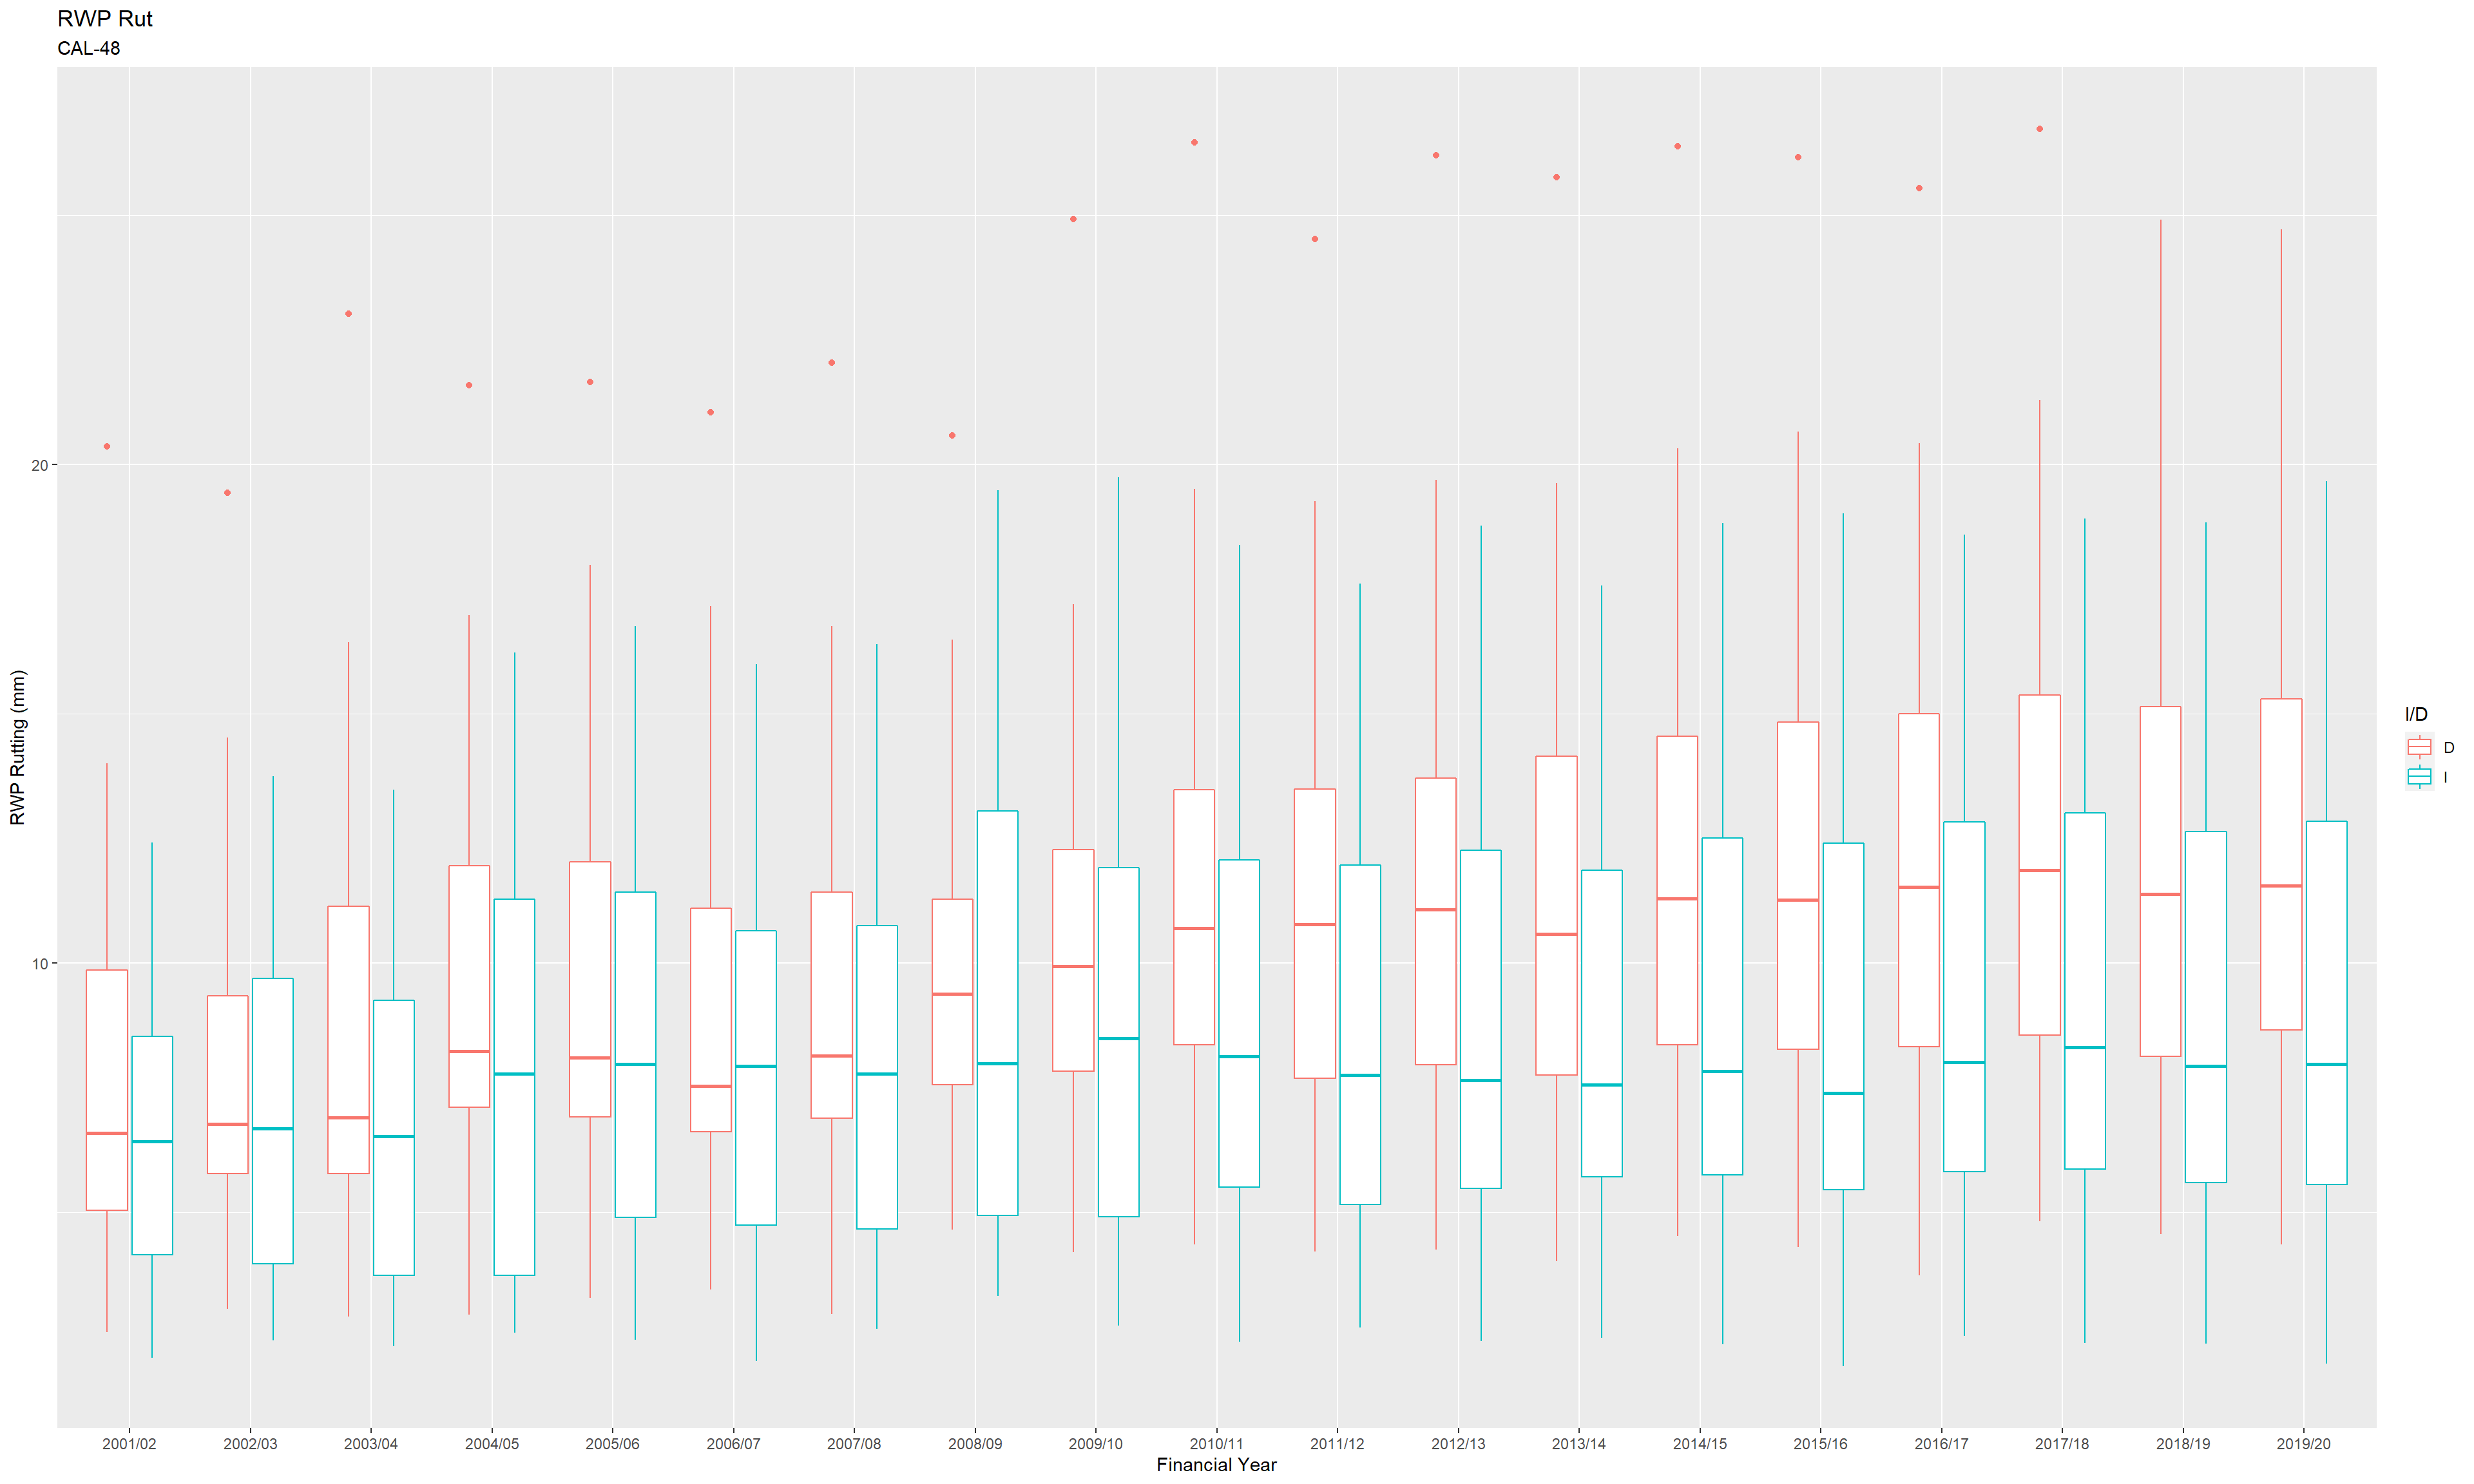 RWP Rut
CAL-48
RWP Rutting (mm)
20
10
2001/02 2002/03 2003/04 2004/05 2005/06 2006/07 2007/08 2008/09 2009/10 2010/11 2011/12 2012/13 2013/14 2014/15 2015/16 2016/17 2017/18 2018/19 2019/20
Financial Year
I/D
D
I